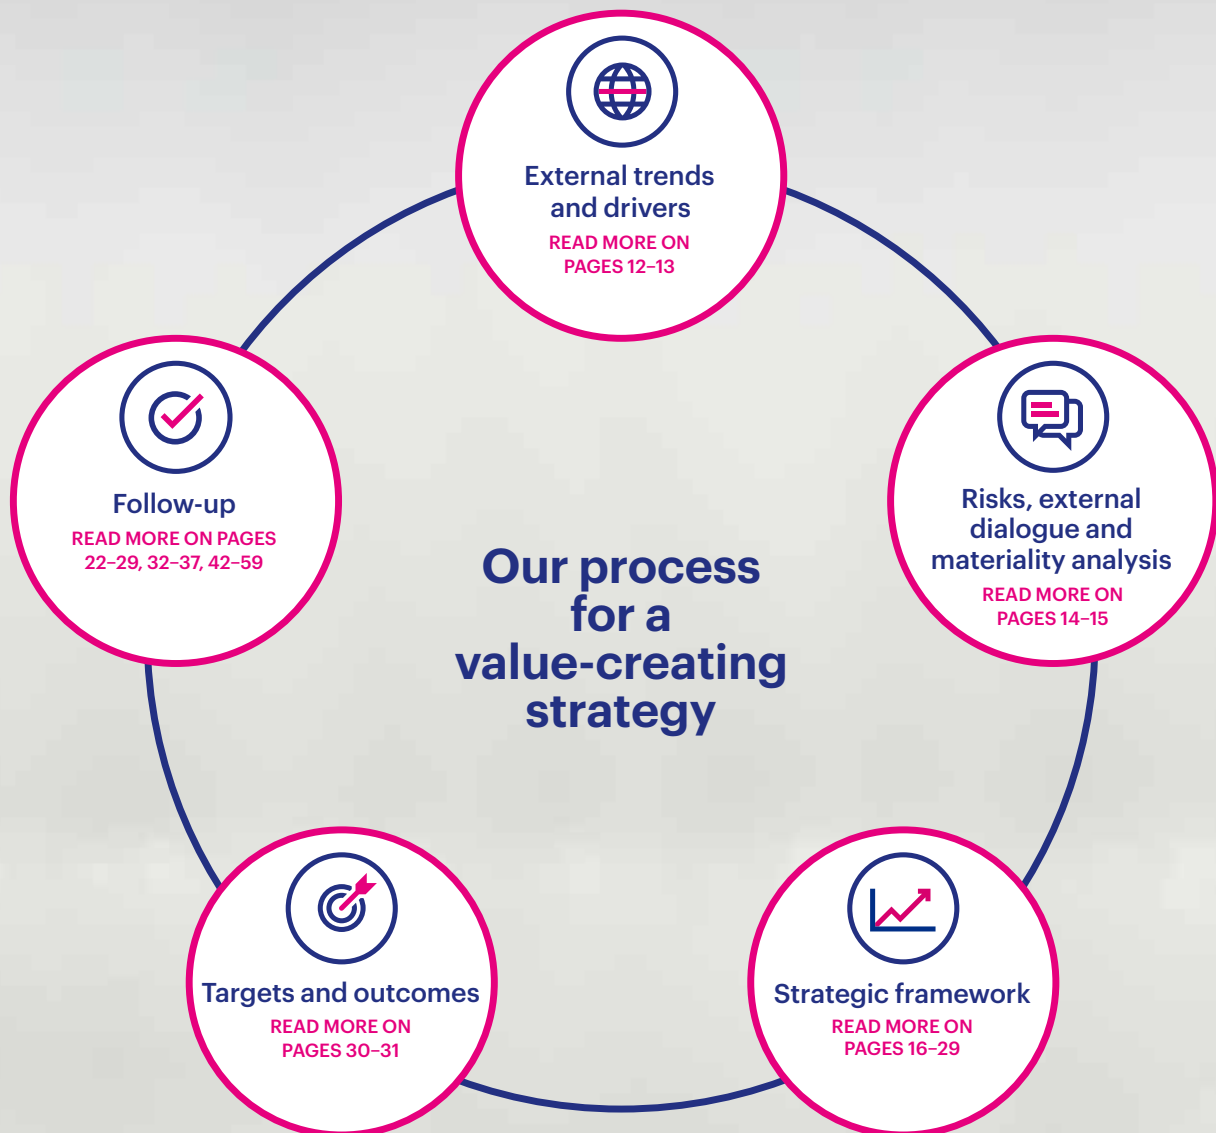 External trends
and drivers
READ MORE ON
PAGES 12–13
Risks, external
dialogue and
materiality analysis
READ MORE ON
PAGES 14–15
Strategic framework
READ MORE ON
PAGES 16–29
Targets and outcomes
READ MORE ON
PAGES 30–31
Follow-up
READ MORE ON PAGES
22–29, 32–37, 42–59
Our process
for a
value-creating
strategy